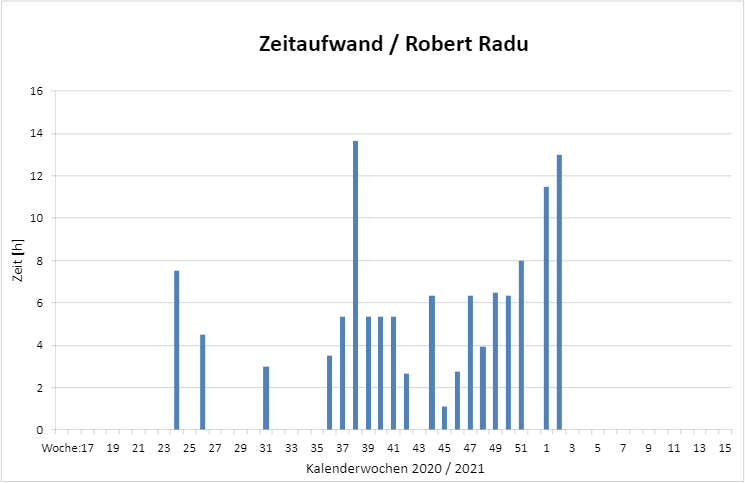 Zeitaufwand / Robert Radu
16
14
12
10
8
6
4
2
0
Zeit [h]
Woche:17 19 21 23 25 27 29 31 33 35 37 39 41 43 45 47 49 51 1 3 5 7 9 11 13 15
Kalenderwochen 2020 / 2021